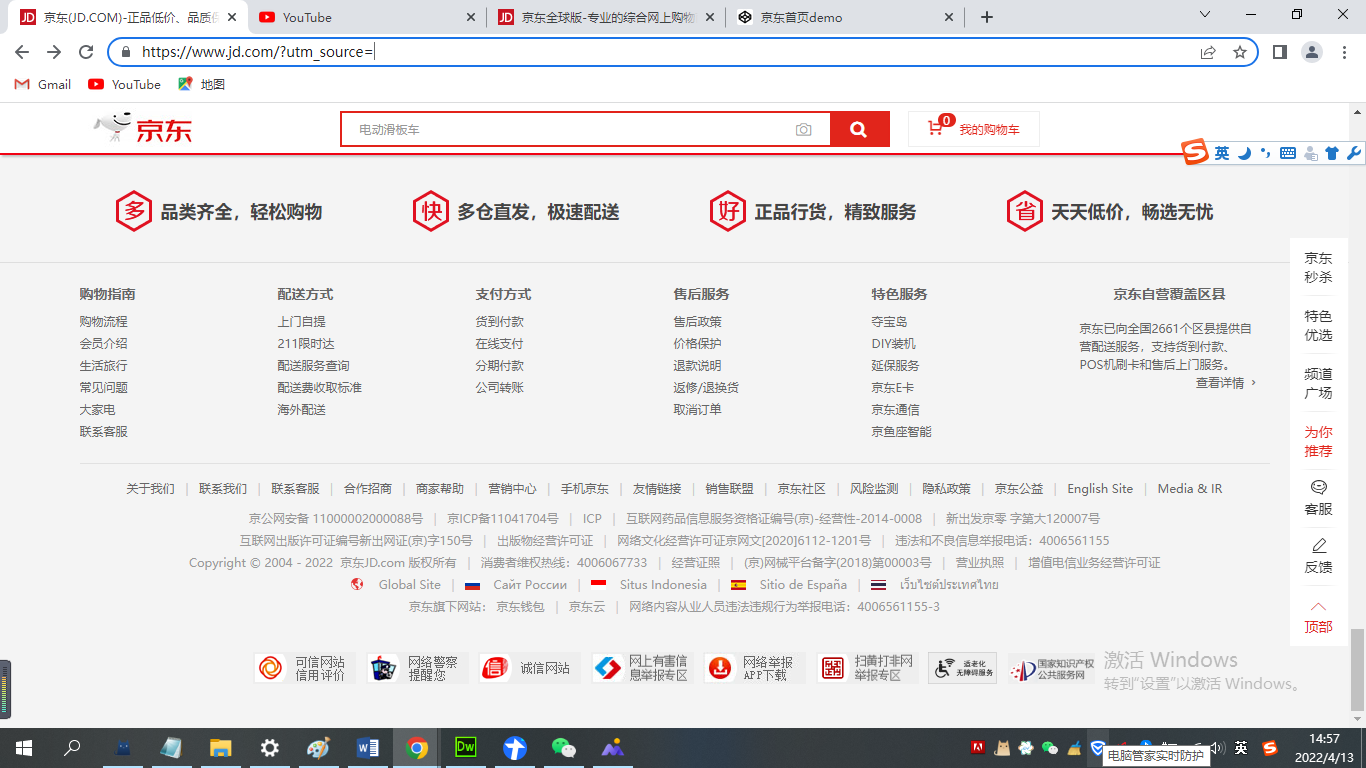 京东(JD.COM)-正品低价、品质保
YouTube
京东全球版-专业的综合网上购物
京东首页demo
https://www.jd.com/?utm_source=
Gmail YouTube 地图
京东
电动滑板车
0
我的购物车
英
多 品类齐全，轻松购物
快 多仓直发，极速配送
好 正品行货，精致服务
省 天天低价，畅选无忧
购物指南
购物流程
会员介绍
生活旅行
常见问题
大家电
联系客服
配送方式
上门自提
211限时达
配送服务查询
配送费收取标准
海外配送
支付方式
货到付款
在线支付
分期付款
公司转账
售后服务
售后政策
价格保护
退款说明
返修/退换货
取消订单
特色服务
夺宝岛
DIY装机
延保服务
京东E卡
京东通信
京鱼座智能
京东自营覆盖区县
京东已向全国2661个区县提供自
营配送服务，支持货到付款、
POS机刷卡和售后上门服务。
查看详情 ›
京东
秒杀
特色
优选
频道
广场
为你
推荐
客服
反馈
顶部
关于我们 | 联系我们 | 联系客服 | 合作招商 | 商家帮助 | 营销中心 | 手机京东 | 友情链接 | 销售联盟 | 京东社区 | 风险监测 | 隐私政策 | 京东公益 | English Site | Media & IR
京公网安备 11000002000088号 | 京ICP备11041704号 | ICP | 互联网药品信息服务资格证编号(京)-经营性-2014-0008 | 新出发京零 字第大120007号
互联网出版许可证编号新出网证(京)字150号 | 出版物经营许可证 | 网络文化经营许可证京网文[2020]6112-1201号 | 违法和不良信息举报电话：4006561155
Copyright © 2004 - 2022 京东JD.com 版权所有 | 消费者维权热线：4006067733 | 经营证照 | (京)网械平台备字(2018)第00003号 | 营业执照 | 增值电信业务经营许可证
Global Site | Сайт России | Situs Indonesia | Sitio de España | เว็บไซต์ประเทศไทย
京东旗下网站： 京东钱包 | 京东云 | 网络内容从业人员违法违规行为举报电话：4006561155-3
可信网站
信用评价
网络警察
提醒您
诚信网站
网上有害信
息举报专区
网络举报
APP下载
扫黄打非网
举报专区
适老化
无障碍服务
国家知识产权
公共服务网
激活 Windows
转到“设置”以激活 Windows。
英
14:57
2022/4/13
电脑管家实时防护